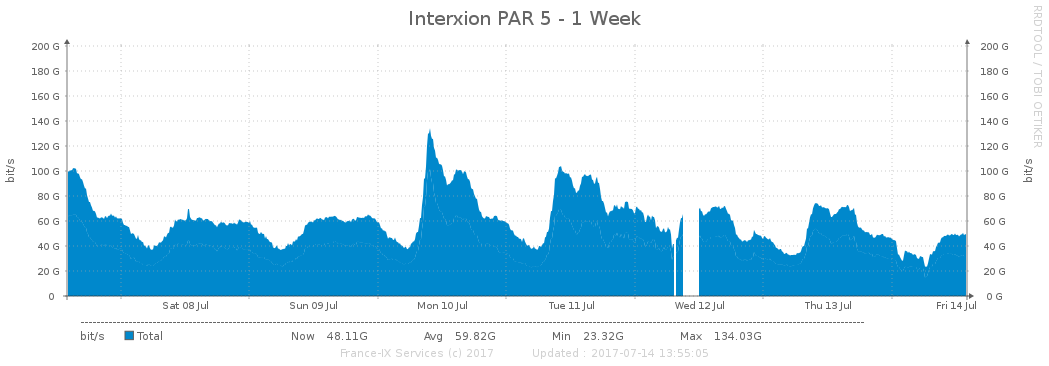 Interxion PAR 5 - 1 Week
RRDTOOL / TOBI OETIKER
200 G 200 G
180 G 180 G
160 G 160 G
140 G 140 G
120 G 120 G
100 G 100 G
80 G 80 G
60 G 60 G
40 G 40 G
20 G 20 G
0 0 G
bit/s
bit/s
Sat 08 Jul Sun 09 Jul Mon 10 Jul Tue 11 Jul Wed 12 Jul Thu 13 Jul Fri 14 Jul
bit/s Total Now 48.11G Avg 59.82G Min 23.32G Max 134.03G
France-IX Services (c) 2017 Updated : 2017-07-14 13:55:05